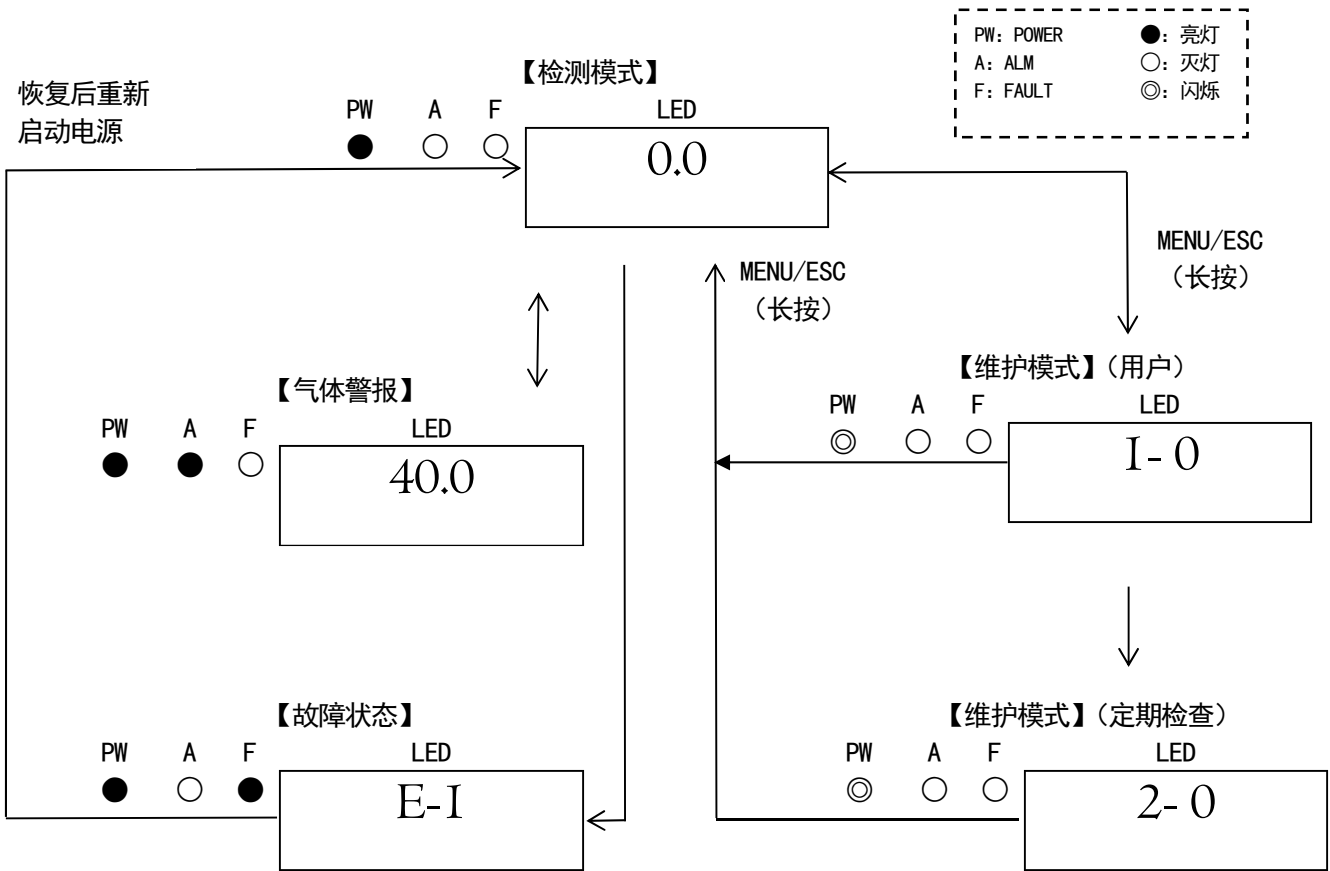 PW: POWER ●: 亮灯
A: ALM ○: 灭灯
F: FAULT ◎: 闪烁
恢复后重新
启动电源
【检测模式】
PW A F LED
● ○ ○
0.0
MENU/ESC
（长按）
MENU/ESC
（长按）
【气体警报】
PW A F LED
● ● ○
40.0
【维护模式】（用户）
PW A F LED
◎ ○ ○
1-0
【故障状态】
PW A F LED
● ○ ●
E-1
【维护模式】（定期检查）
PW A F LED
◎ ○ ○
2-0